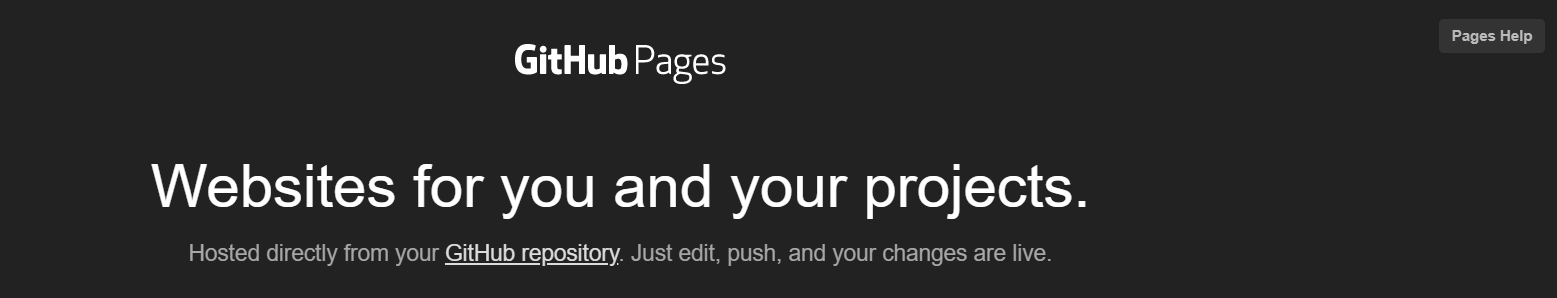 Pages Help
GitHub Pages
Websites for you and your projects.
Hosted directly from your GitHub repository. Just edit, push, and your changes are live.